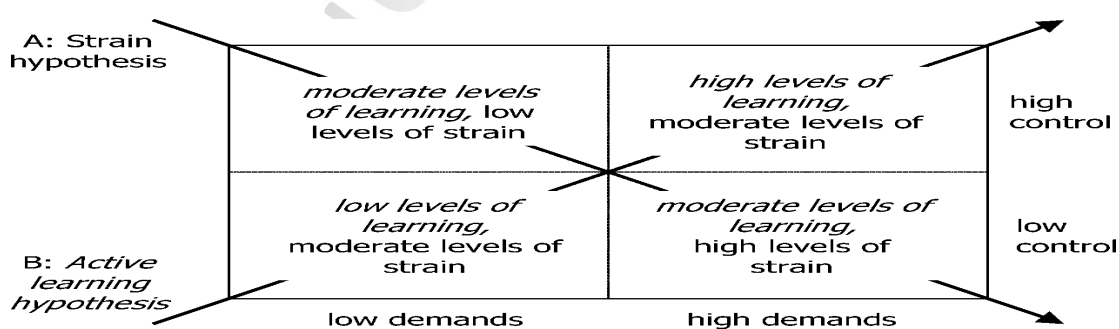 A: Strain
hypothesis
moderate levels
of learning, low
levels of strain
high levels of
learning,
moderate levels of
strain
high
control
low levels of
learning,
moderate levels of
strain
moderate levels of
learning,
high levels of
strain
low
control
B: Active
learning
hypothesis
low demands
high demands